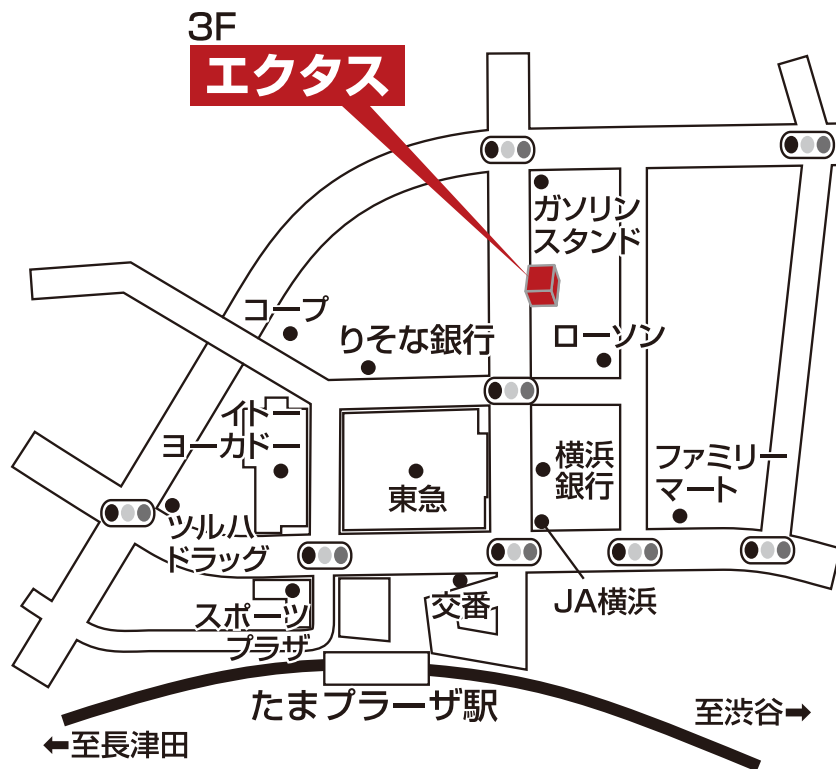 3F
エクタス
ガソリン
スタンド
コープ
りそな銀行
ローソン
イトー
ヨーカドー
東急
横浜
銀行
ファミリー
マート
ツルハ
ドラッグ
スポーツ
プラザ
交番
JA横浜
たまプラーザ駅
至渋谷➡
⬅至長津田